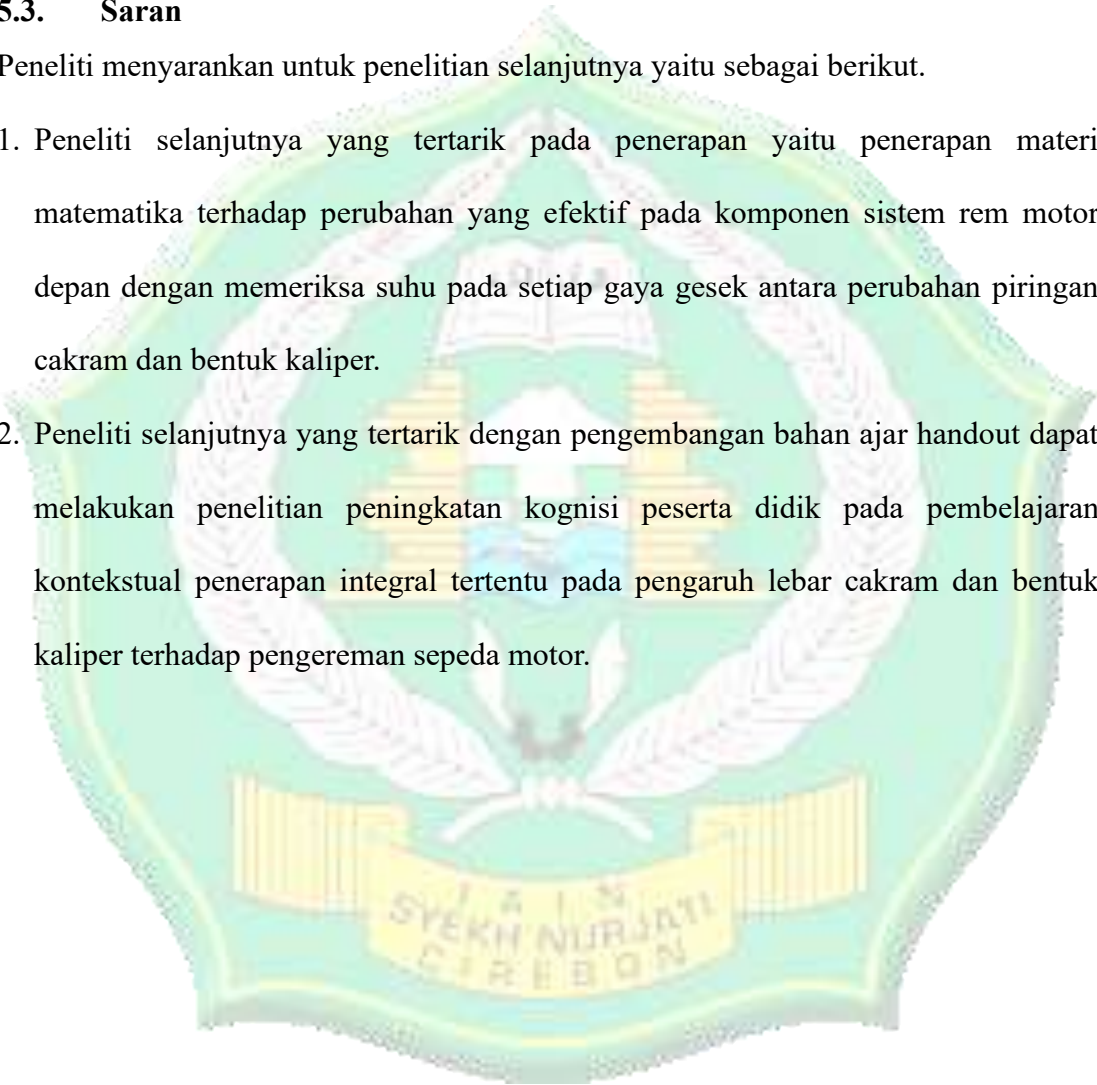 5.3. Saran
Peneliti menyarankan untuk penelitian selanjutnya yaitu sebagai berikut.
1. Peneliti selanjutnya yang tertarik pada penerapan yaitu penerapan materi
matematika terhadap perubahan yang efektif pada komponen sistem rem motor
depan dengan memeriksa suhu pada setiap gaya gesek antara perubahan piringan
cakram dan bentuk kaliper.
2. Peneliti selanjutnya yang tertarik dengan pengembangan bahan ajar handout dapat
melakukan penelitian peningkatan kognisi peserta didik pada pembelajaran
kontekstual penerapan integral tertentu pada pengaruh lebar cakram dan bentuk
kaliper terhadap pengereman sepeda motor.
IAIN
SYEKH NURJATI
CIREBON